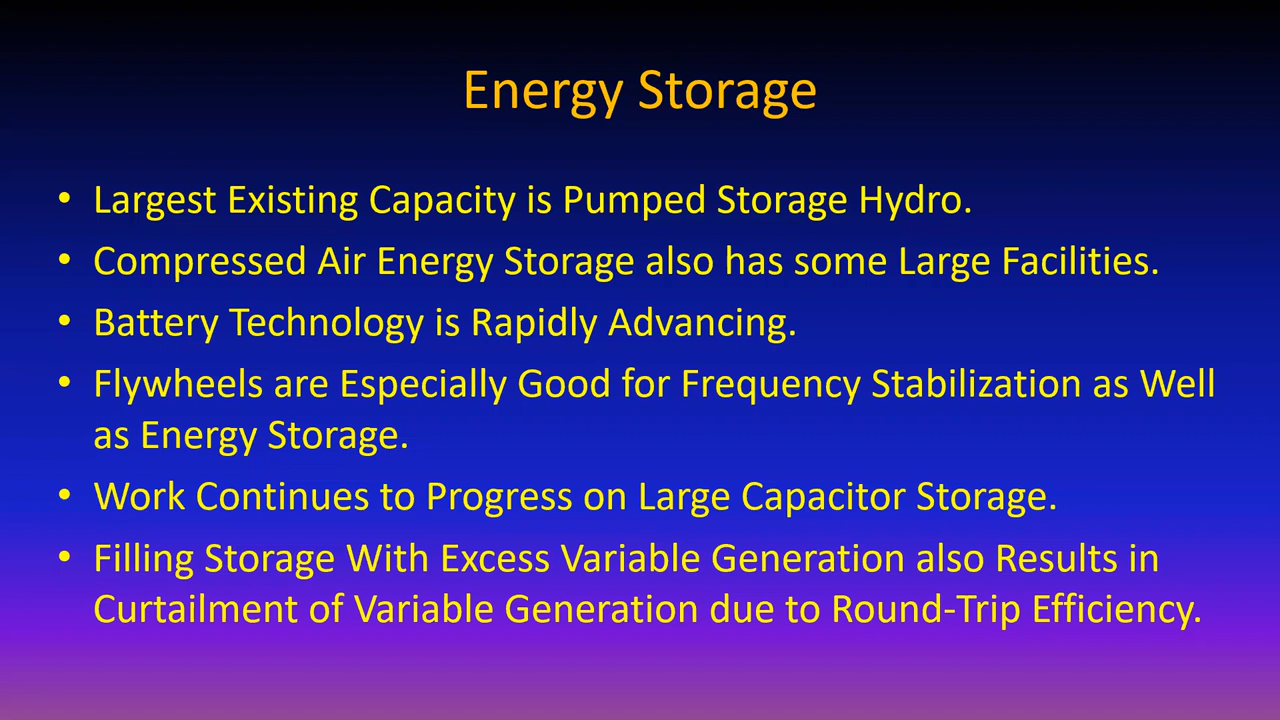 Energy Storage
• Largest Existing Capacity is Pumped Storage Hydro.
• Compressed Air Energy Storage also has some Large Facilities.
• Battery Technology is Rapidly Advancing.
• Flywheels are Especially Good for Frequency Stabilization as Well
as Energy Storage.
• Work Continues to Progress on Large Capacitor Storage.
• Filling Storage With Excess Variable Generation also Results in
Curtailment of Variable Generation due to Round-Trip Efficiency.